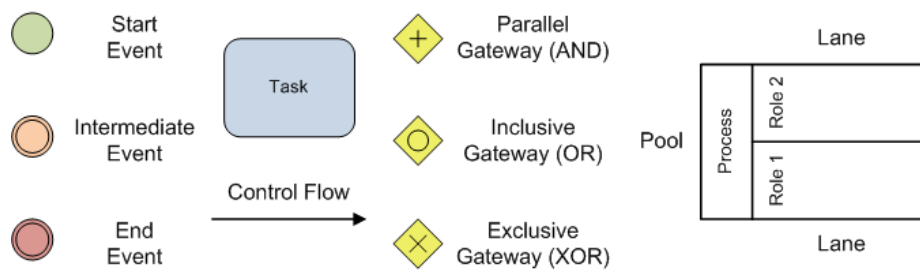 Start
Event
Task
Parallel
Gateway (AND)
Lane
Intermediate
Event
Inclusive
Gateway (OR)
Pool
Process
Role 2
Role 1
Control Flow
End
Event
Exclusive
Gateway (XOR)
Lane